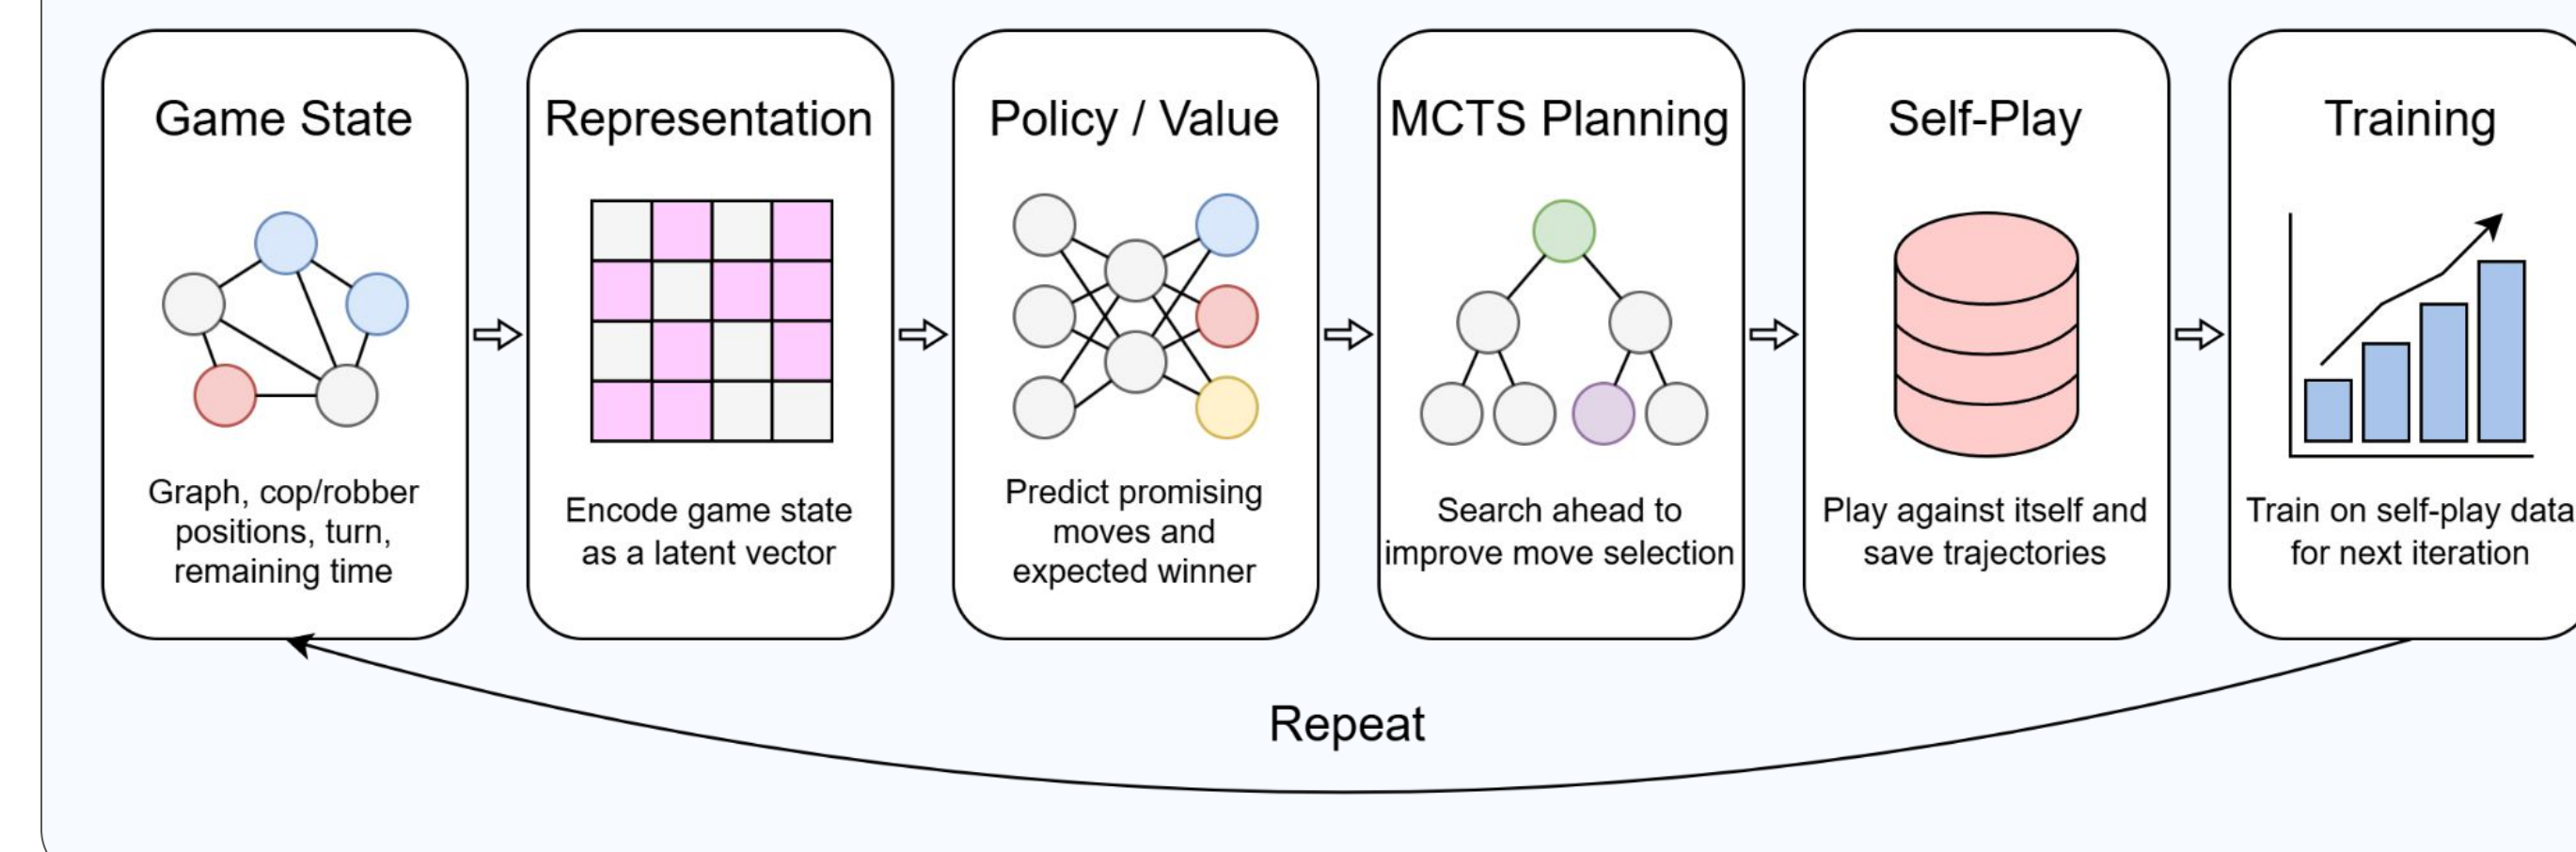 Game State
Graph, cop/robber
positions, turn,
remaining time
Representation
Encode game state
as a latent vector
Policy / Value
Predict promising
moves and
expected winner
MCTS Planning
Search ahead to
improve move selection
Self-Play
Play against itself and
save trajectories
Training
Train on self-play data
for next iteration
Repeat